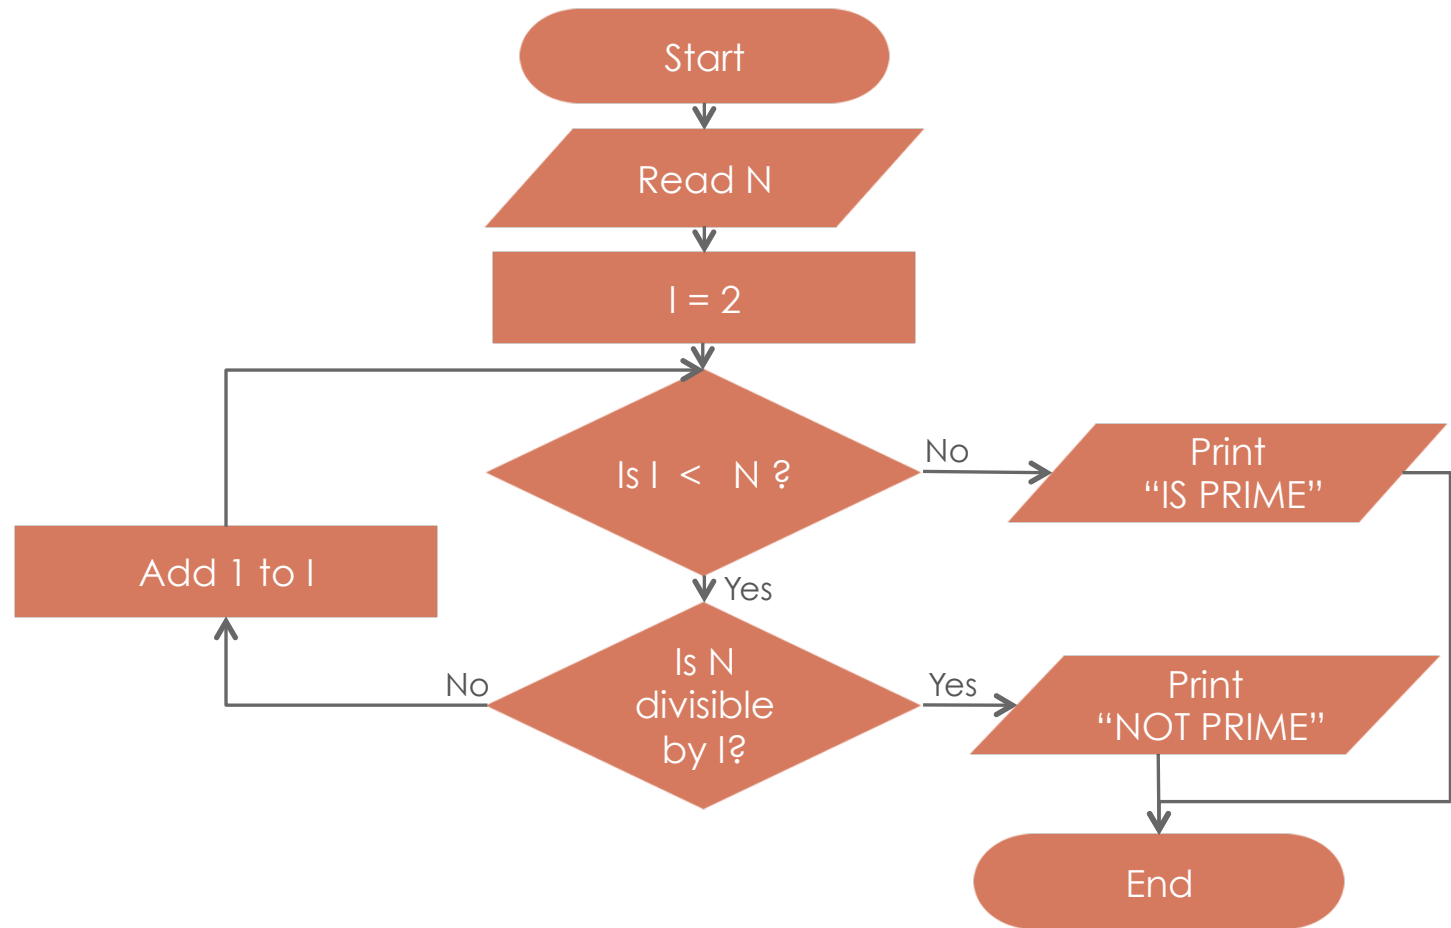 Start
Read N
I = 2
Is I < N ?
No
Print
“IS PRIME”
Add 1 to I
Yes
Is N
divisible
by I?
No
Yes
Print
“NOT PRIME”
End